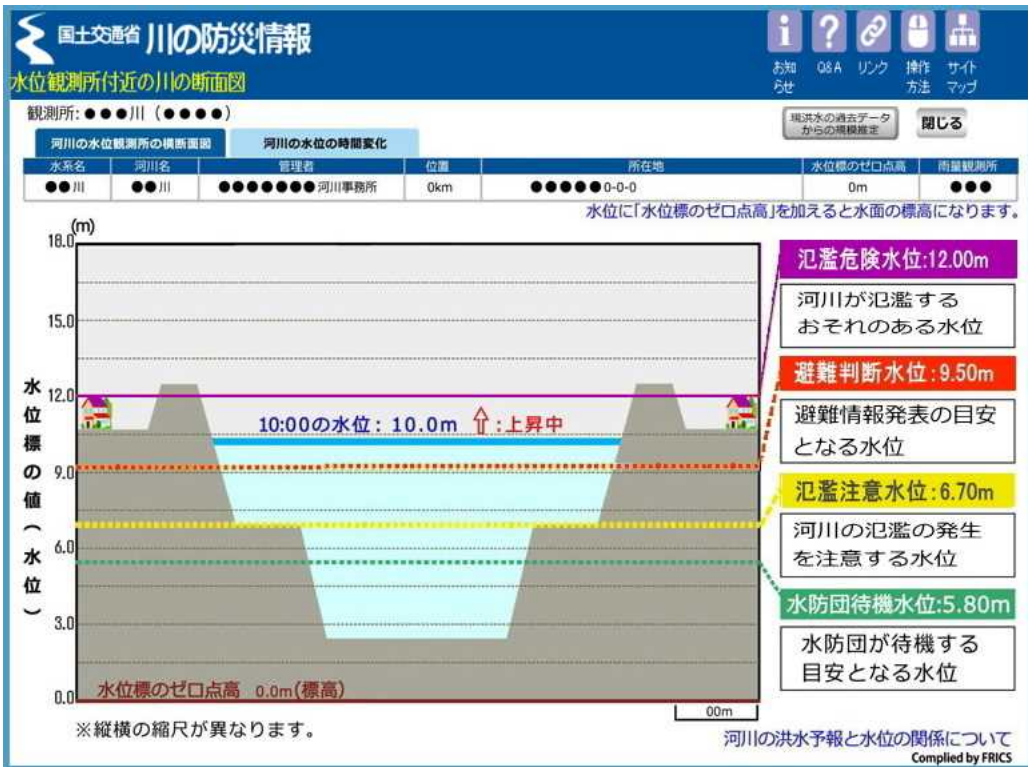 国土交通省 川の防災情報
水位観測所付近の川の断面図
お知らせ
Q&A
リンク
操作方法
サイトマップ
観測所:●●●川（●●●●）
現洪水の過去データからの規模推定
閉じる
河川の水位観測所の横断面図
河川の水位の時間変化
水系名 河川名 管理者 位置 所在地 水位標のゼロ点高 雨量観測所
●●川 ●●川 ●●●●●●●河川事務所 0km ●●●●●0-0-0 0m ●●●
水位に「水位標のゼロ点高」を加えると水面の標高になります。
(m)
18.0
15.0
12.0
9.0
6.0
3.0
0.0
水位標の値(水位)
10:00の水位: 10.0m ⇧:上昇中
水位標のゼロ点高 0.0m(標高)
00m
※縦横の縮尺が異なります。
氾濫危険水位:12.00m
河川が氾濫する
おそれのある水位
避難判断水位:9.50m
避難情報発表の目安
となる水位
氾濫注意水位:6.70m
河川の氾濫の発生
を注意する水位
水防団待機水位:5.80m
水防団が待機する
目安となる水位
河川の洪水予報と水位の関係について
Complied by FRICS